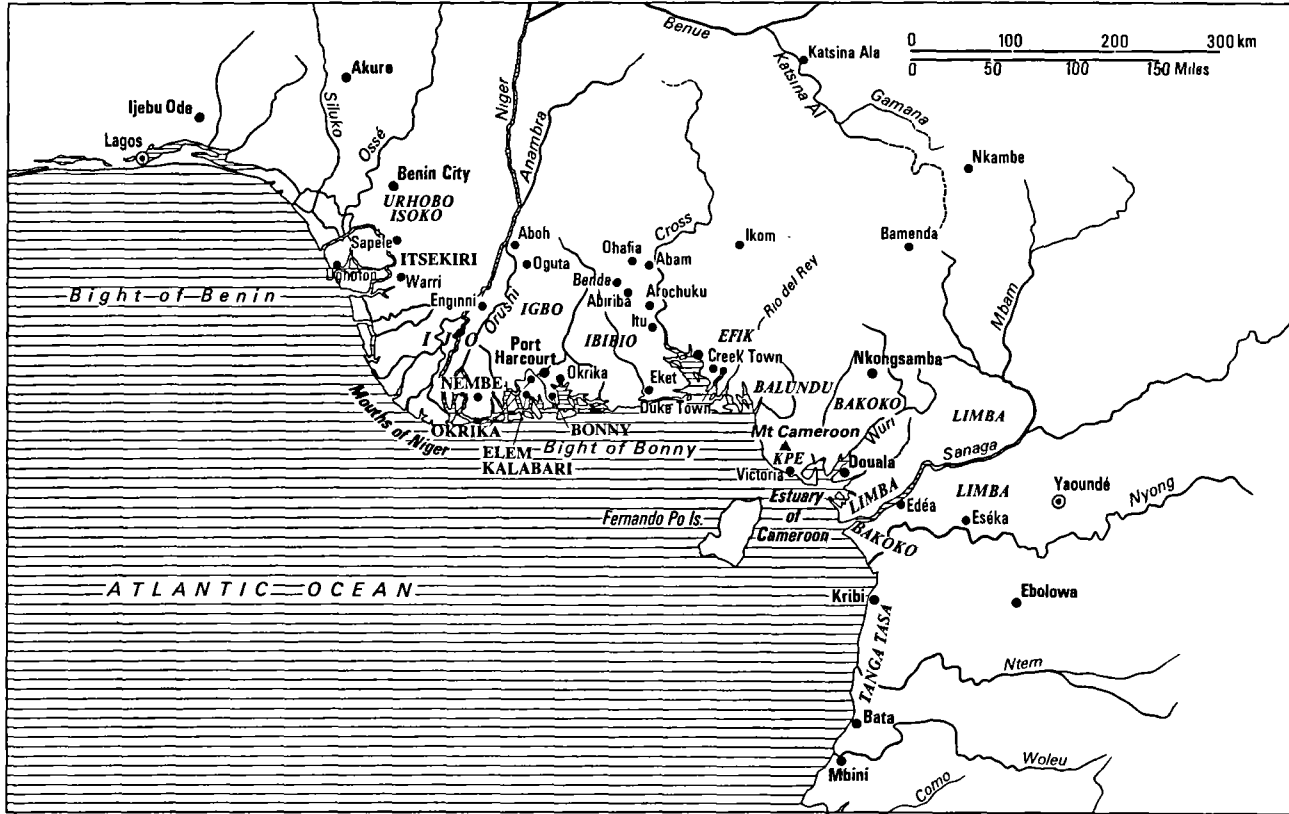 Benue
0 100 200 300 km
0 50 100 150 Miles
Katsina Ala
Akure
Niger
Katsina Al
Gamana
Ijebu Ode
Siluko
Ossé
Anambra
Lagos
Nkambe
Benin City
URHOBO
ISOKO
Cross
Sapele
Aboh
Ohafia
Ikom
Bamenda
ITSEKIRI
Oguta
Abam
Warri
Bende
Rio del Rey
Mbam
Bight of Benin
Enginni
Orushi
IGBO
Abiriba
Arochuku
Itu
IJO
IBIBIO
EFIK
Port
Harcourt
Creek Town
Nkongsamba
Okrika
NEMBE
Eket
BALUNDU
BAKOKO
Duke Town
LIMBA
Mouths of Niger
OKRIKA
BONNY
Mt Cameroon
Wuri
Bight of Bonny
ELEM
KALABARI
KPE
Sanaga
Victoria
Douala
LIMBA
LIMBA
Yaoundé
Nyong
Estuary
of
Cameroon
Edéa
Fernando Po Is.
Eséka
BAKOKO
ATLANTIC OCEAN
Kribi
Ebolowa
TANGA TASA
Ntem
Bata
Woleu
Mbini
Como